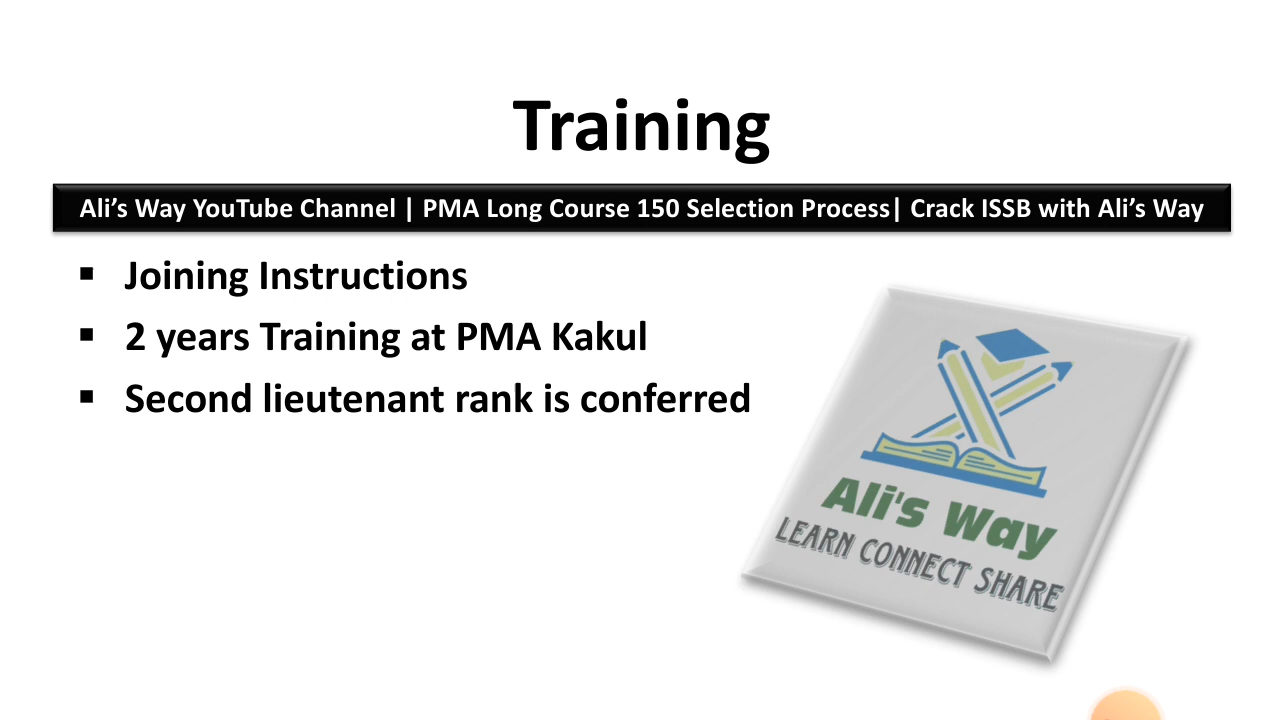 Training
Ali’s Way YouTube Channel | PMA Long Course 150 Selection Process| Crack ISSB with Ali’s Way
▪ Joining Instructions
▪ 2 years Training at PMA Kakul
▪ Second lieutenant rank is conferred
Ali's Way
LEARN CONNECT SHARE